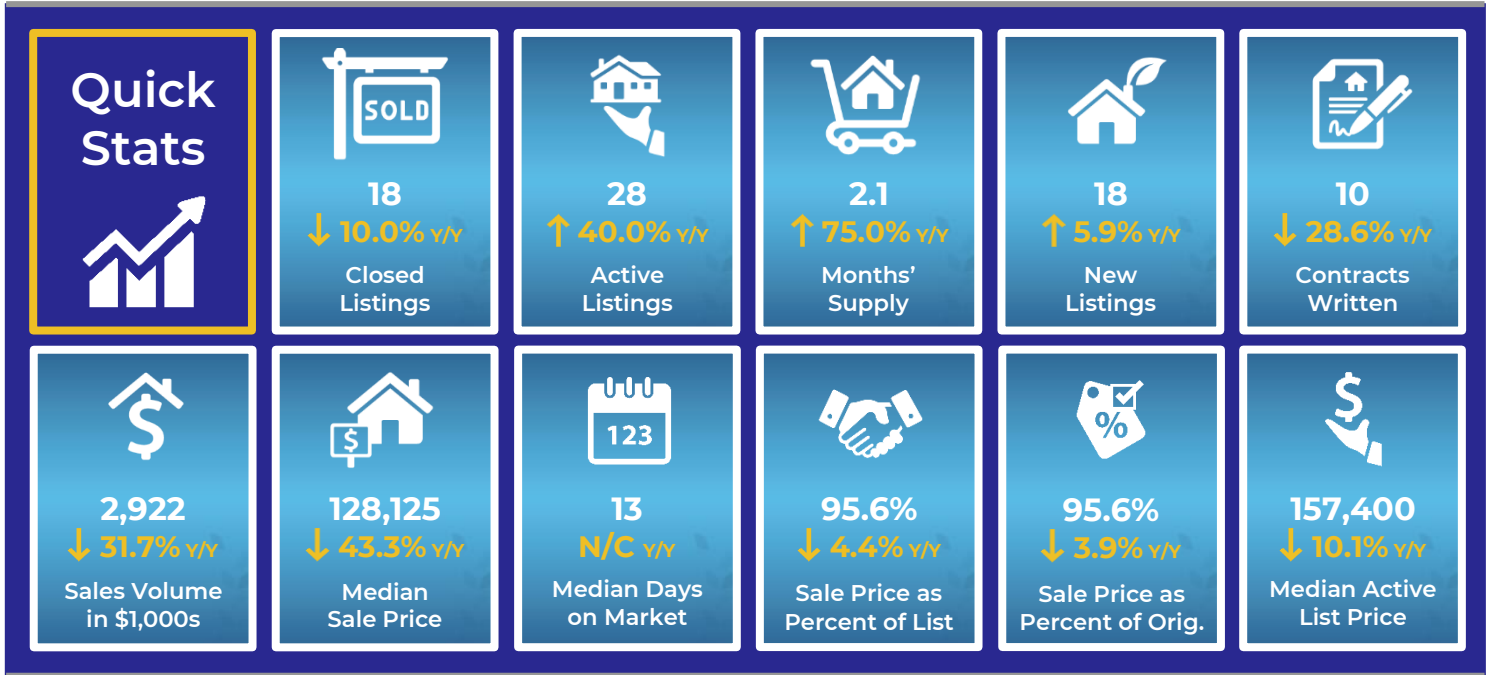 Quick
Stats
SOLD
18
↓ 10.0% Y/Y
Closed
Listings
28
↑ 40.0% Y/Y
Active
Listings
2.1
↑ 75.0% Y/Y
Months’
Supply
18
↑ 5.9% Y/Y
New
Listings
10
↓ 28.6% Y/Y
Contracts
Written
$
2,922
↓ 31.7% Y/Y
Sales Volume
in $1,000s
$
128,125
↓ 43.3% Y/Y
Median
Sale Price
123
13
N/C Y/Y
Median Days
on Market
95.6%
↓ 4.4% Y/Y
Sale Price as
Percent of List
%
95.6%
↓ 3.9% Y/Y
Sale Price as
Percent of Orig.
$
157,400
↓ 10.1% Y/Y
Median Active
List Price